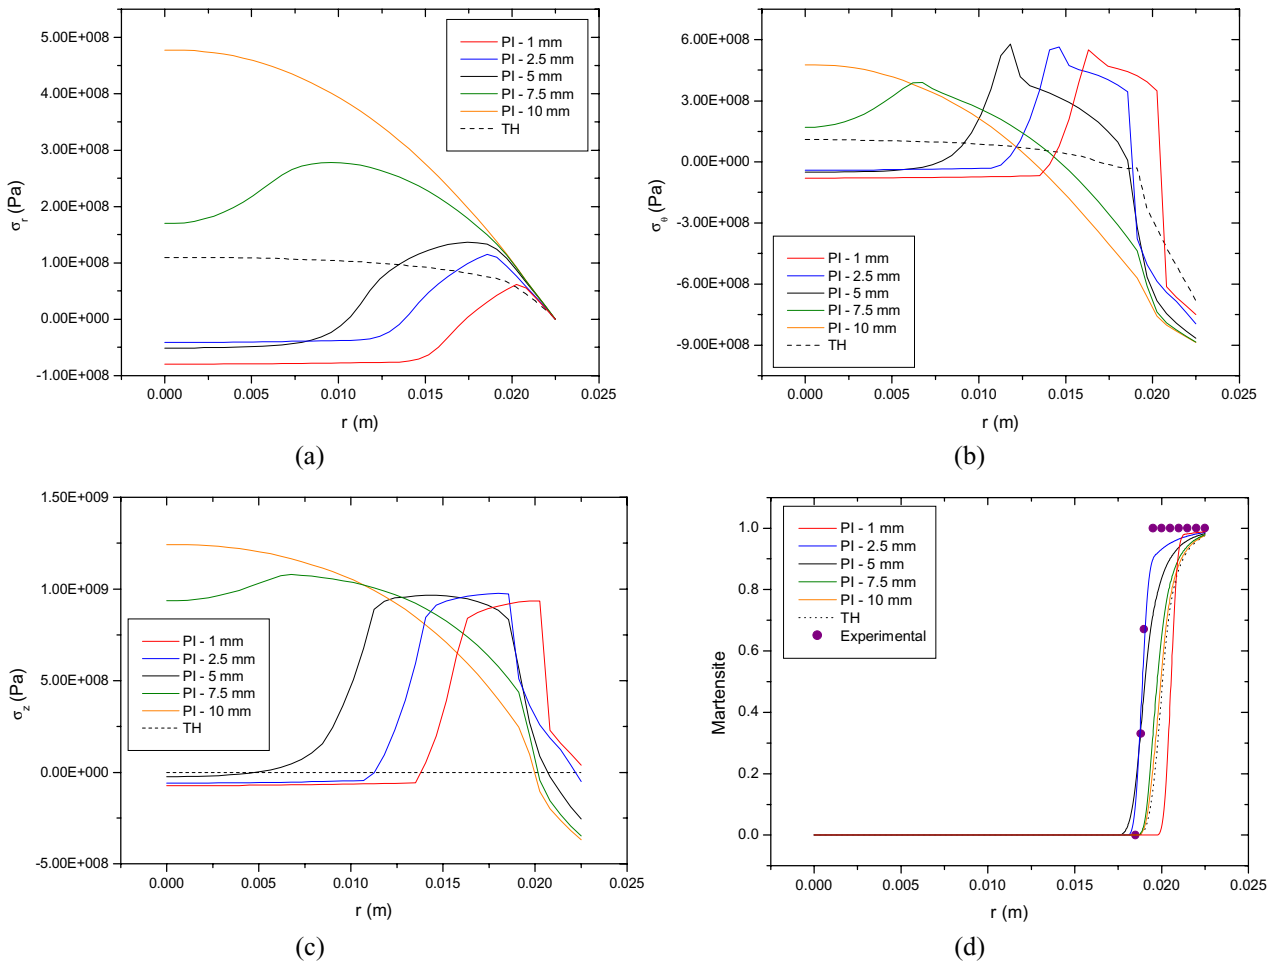 5.00E+008
4.00E+008
3.00E+008
2.00E+008
1.00E+008
0.00E+000
-1.00E+008
σr (Pa)
PI - 1 mm
PI - 2.5 mm
PI - 5 mm
PI - 7.5 mm
PI - 10 mm
TH
0.000 0.005 0.010 0.015 0.020 0.025
r (m)
(a)
6.00E+008
3.00E+008
0.00E+000
-3.00E+008
-6.00E+008
-9.00E+008
σθ (Pa)
PI - 1 mm
PI - 2.5 mm
PI - 5 mm
PI - 7.5 mm
PI - 10 mm
TH
0.000 0.005 0.010 0.015 0.020 0.025
r (m)
(b)
1.50E+009
1.00E+009
5.00E+008
0.00E+000
-5.00E+008
σz (Pa)
PI - 1 mm
PI - 2.5 mm
PI - 5 mm
PI - 7.5 mm
PI - 10 mm
TH
0.000 0.005 0.010 0.015 0.020 0.025
r (m)
(c)
1.0
0.8
0.6
0.4
0.2
0.0
Martensite
PI - 1 mm
PI - 2.5 mm
PI - 5 mm
PI - 7.5 mm
PI - 10 mm
TH
Experimental
0.000 0.005 0.010 0.015 0.020 0.025
r (m)
(d)